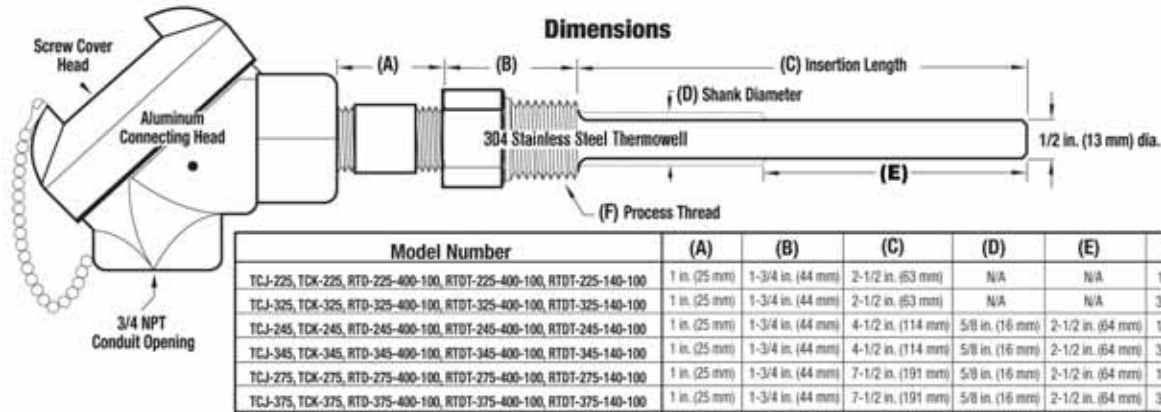 Dimensions
Screw Cover
Head
(A)
(B)
(C) Insertion Length
(D) Shank Diameter
Aluminum
Connecting Head
304 Stainless Steel Thermowell
1/2 in. (13 mm) dia.
(E)
(F) Process Thread
3/4 NPT
Conduit Opening
Model Number (A) (B) (C) (D) (E)
TCJ-225, TCK-225, RTD-225-400-100, RTDT-225-400-100, RTDT-225-140-100 1 in. (25 mm) 1-3/4 in. (44 mm) 2-1/2 in. (63 mm) N/A N/A 1
TCJ-325, TCK-325, RTD-325-400-100, RTDT-325-400-100, RTDT-325-140-100 1 in. (25 mm) 1-3/4 in. (44 mm) 2-1/2 in. (63 mm) N/A N/A 3
TCJ-245, TCK-245, RTD-245-400-100, RTDT-245-400-100, RTDT-245-140-100 1 in. (25 mm) 1-3/4 in. (44 mm) 4-1/2 in. (114 mm) 5/8 in. (16 mm) 2-1/2 in. (64 mm) 1
TCJ-345, TCK-345, RTD-345-400-100, RTDT-345-400-100, RTDT-345-140-100 1 in. (25 mm) 1-3/4 in. (44 mm) 4-1/2 in. (114 mm) 5/8 in. (16 mm) 2-1/2 in. (64 mm) 3
TCJ-275, TCK-275, RTD-275-400-100, RTDT-275-400-100, RTDT-275-140-100 1 in. (25 mm) 1-3/4 in. (44 mm) 7-1/2 in. (191 mm) 5/8 in. (16 mm) 2-1/2 in. (64 mm) 1
TCJ-375, TCK-375, RTD-375-400-100, RTDT-375-400-100, RTDT-375-140-100 1 in. (25 mm) 1-3/4 in. (44 mm) 7-1/2 in. (191 mm) 5/8 in. (16 mm) 2-1/2 in. (64 mm) 3